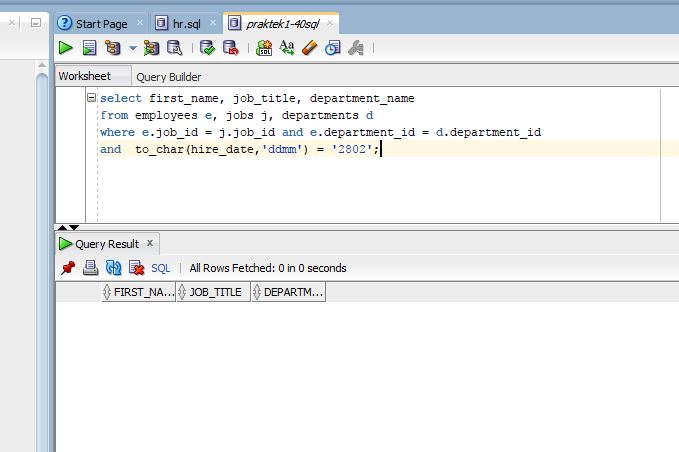 Start Page
hr.sql
praktek1-40sql
Worksheet
Query Builder
select first_name, job_title, department_name
from employees e, jobs j, departments d
where e.job_id = j.job_id and e.department_id = d.department_id
and  to_char(hire_date,'ddmm') = '2802';
Query Result
SQL | All Rows Fetched: 0 in 0 seconds
FIRST_NA... JOB_TITLE DEPARTM...